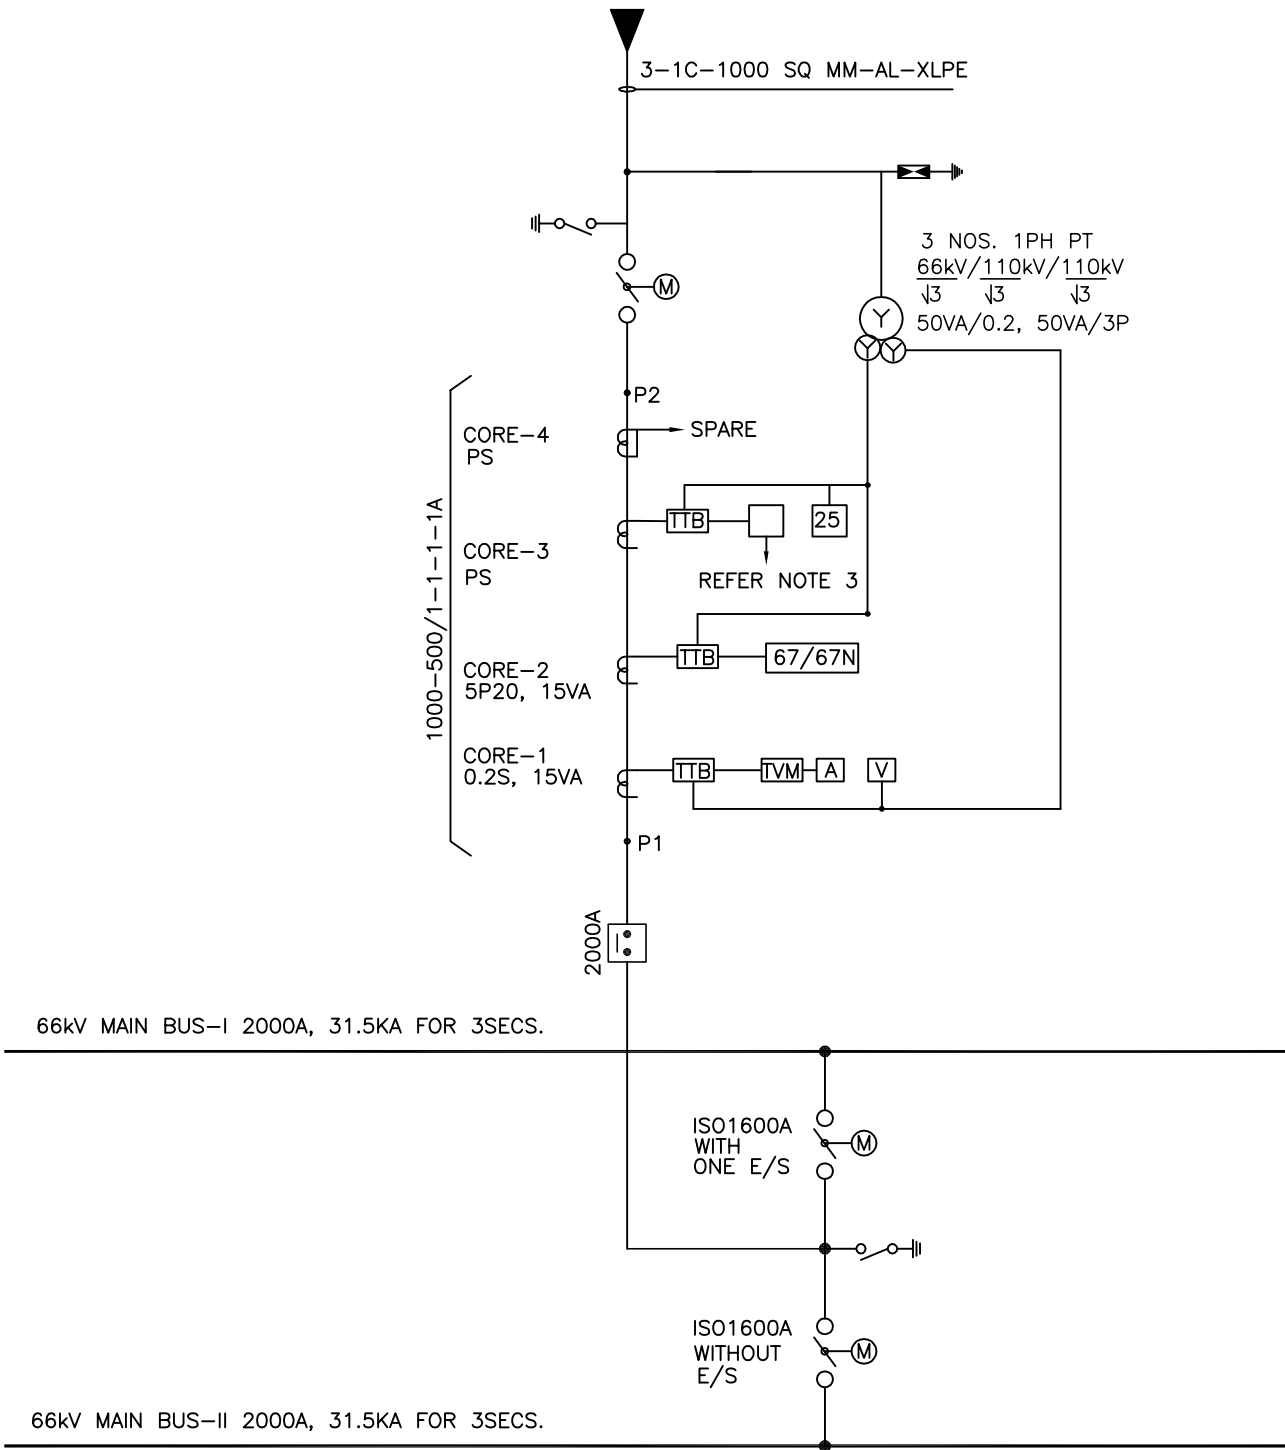 3-1C-1000 SQ MM-AL-XLPE
3 NOS. 1PH PT
66kV/110kV/110kV
√3 √3 √3
50VA/0.2, 50VA/3P
M
Y
Y Y
P2
SPARE
CORE-4
PS
1000-500/1-1-1-1A
TTB
25
CORE-3
PS
REFER NOTE 3
TTB
67/67N
CORE-2
5P20, 15VA
CORE-1
0.2S, 15VA
TTB
TVM
A
V
P1
2000A
66kV MAIN BUS-I 2000A, 31.5KA FOR 3SECS.
ISO1600A
WITH
ONE E/S
M
ISO1600A
WITHOUT
E/S
M
66kV MAIN BUS-II 2000A, 31.5KA FOR 3SECS.